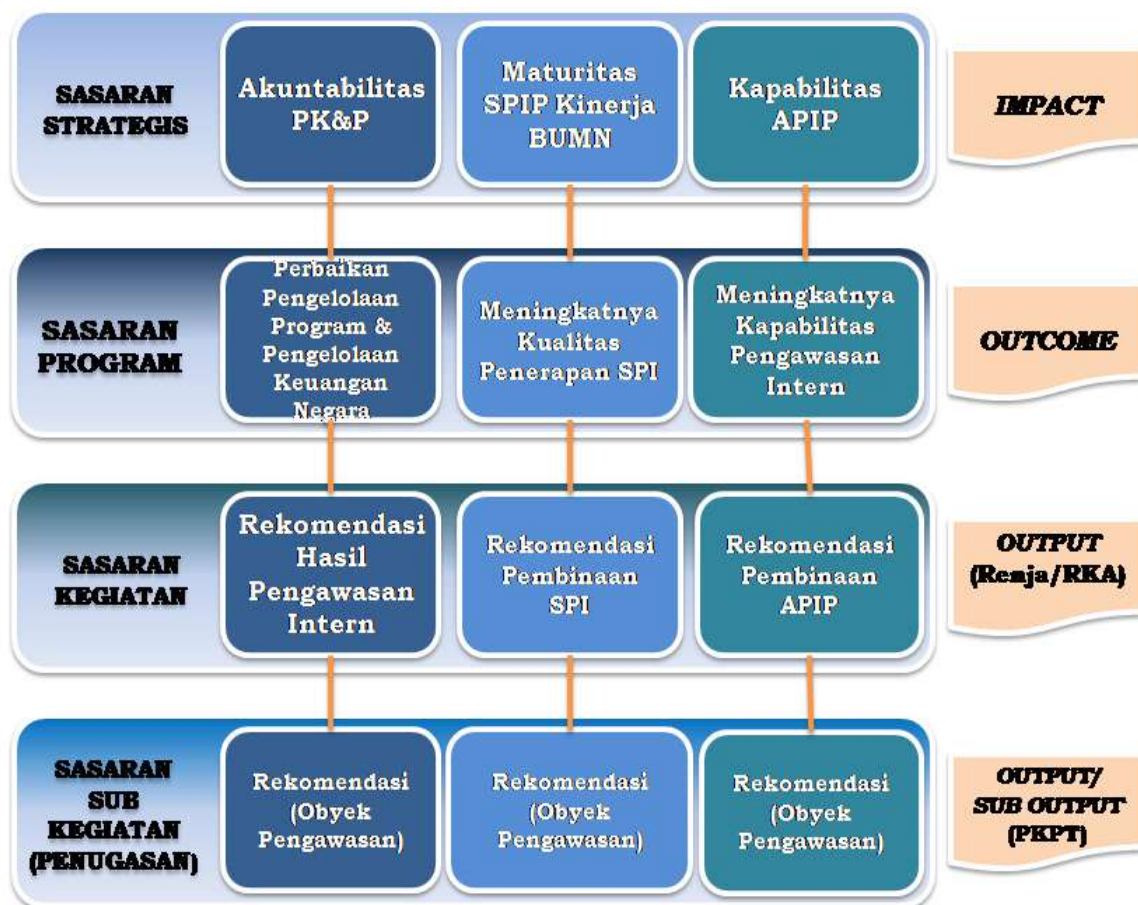 SASARAN
STRATEGIS
Akuntabilitas
PK&P
Maturitas
SPIP Kinerja
BUMN
Kapabilitas
APIP
IMPACT
SASARAN
PROGRAM
Perbaikan
Pengelolaan
Program &
Pengelolaan
Keuangan
Negara
Meningkatnya
Kualitas
Penerapan SPI
Meningkatnya
Kapabilitas
Pengawasan
Intern
OUTCOME
SASARAN
KEGIATAN
Rekomendasi
Hasil
Pengawasan
Intern
Rekomendasi
Pembinaan
SPI
Rekomendasi
Pembinaan
APIP
OUTPUT
(Renja/RKA)
SASARAN
SUB
KEGIATAN
(PENUGASAN)
Rekomendasi
(Obyek
Pengawasan)
Rekomendasi
(Obyek
Pengawasan)
Rekomendasi
(Obyek
Pengawasan)
OUTPUT/
SUB OUTPUT
(PKPT)